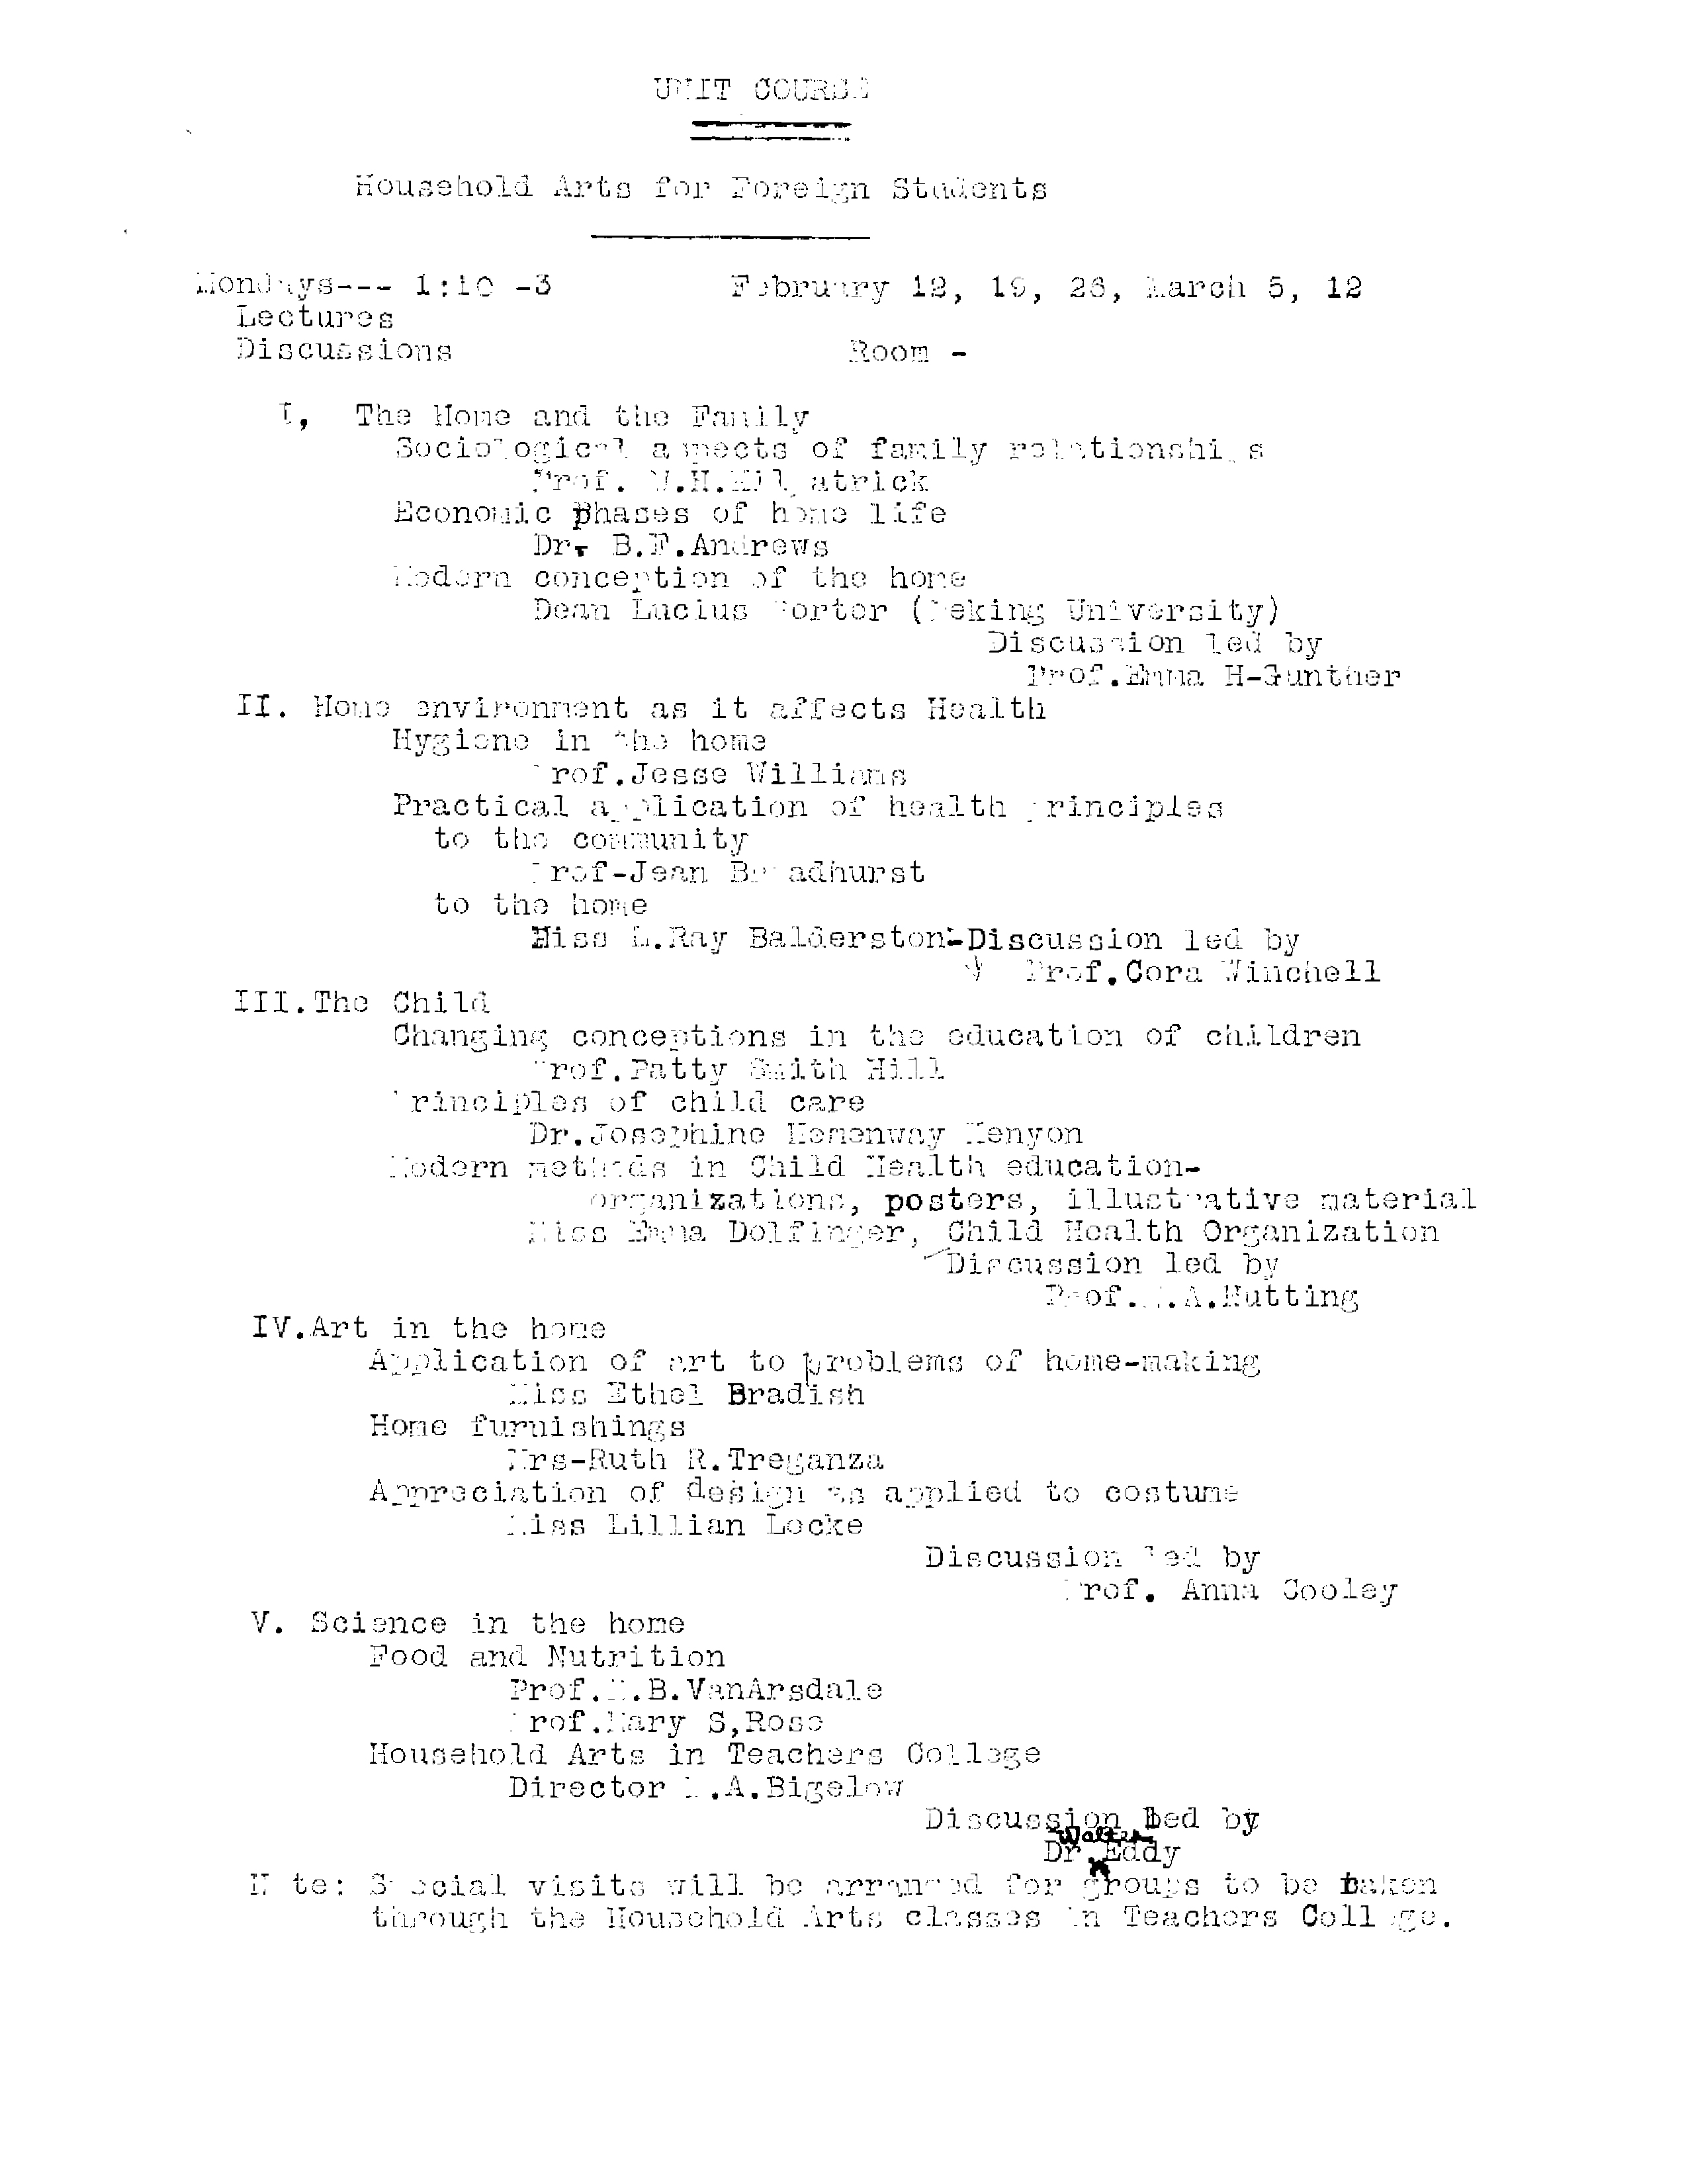 UNIT COURSE
Household Arts for Foreign Students
Mondays--- 1:10 -3 February 12, 19, 26, March 5, 12
Lectures
Discussions Room -
I, The Home and the Family
Sociological aspects of family relationships
Prof. W.H.Kilpatrick
Economic phases of home life
Dr. B.F.Andrews
Modern conception of the home
Dean Lucius Porter (Peking University)
Discussion led by
Prof.Emma H-Gunther
II. Home environment as it affects Health
Hygiene in the home
Prof.Jesse Williams
Practical application of health principles
to the community
Prof-Jean Broadhurst
to the home
Miss L.Ray Balderston-Discussion led by
Prof.Cora Winchell
III.The Child
Changing conceptions in the education of children
Prof.Patty Smith Hill
Principles of child care
Dr.Josephine Hemenway Kenyon
Modern methods in Child Health education-
organizations, posters, illustrative material
Miss Emma Dolfinger, Child Health Organization
Discussion led by
Prof. A.Nutting
IV.Art in the home
Application of art to problems of home-making
Miss Ethel Bradish
Home furnishings
Mrs-Ruth R.Treganza
Appreciation of design as applied to costume
Miss Lillian Locke
Discussion led by
Prof. Anna Cooley
V. Science in the home
Food and Nutrition
Prof. B.VanArsdale
Prof.Mary S,Rose
Household Arts in Teachers College
Director .A.Bigelow
Discussion led by
Dr. Walter Eddy
Note: Special visits will be arranged for groups to be taken
through the Household Arts classes in Teachers College.